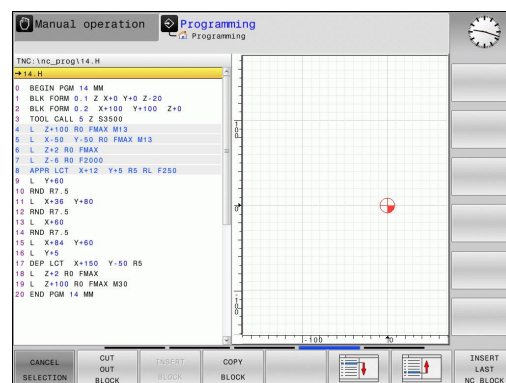 Manual operation
Programming
Programming
TNC:\nc_prog\14.H
→14.H
0 BEGIN PGM 14 MM
1 BLK FORM 0.1 Z X+0 Y+0 Z-20
2 BLK FORM 0.2 X+100 Y+100 Z+0
3 TOOL CALL 5 Z S3500
4 L Z+100 R0 FMAX M13
5 L X-50 Y-50 R0 FMAX M13
6 L Z+2 R0 FMAX
7 L Z-6 R0 F2000
8 APPR LCT X+12 Y+5 R5 RL F250
9 L Y+60
10 RND R7.5
11 L X+36 Y+80
12 RND R7.5
13 L X+60
14 RND R7.5
15 L X+84 Y+60
16 L Y+5
17 DEP LCT X+150 Y-50 R5
18 L Z+2 R0 FMAX
19 L Z+100 R0 FMAX M30
20 END PGM 14 MM
100
0
-100
-100
0
CANCEL
SELECTION
CUT
OUT
BLOCK
INSERT
BLOCK
COPY
BLOCK
INSERT
LAST
NC BLOCK